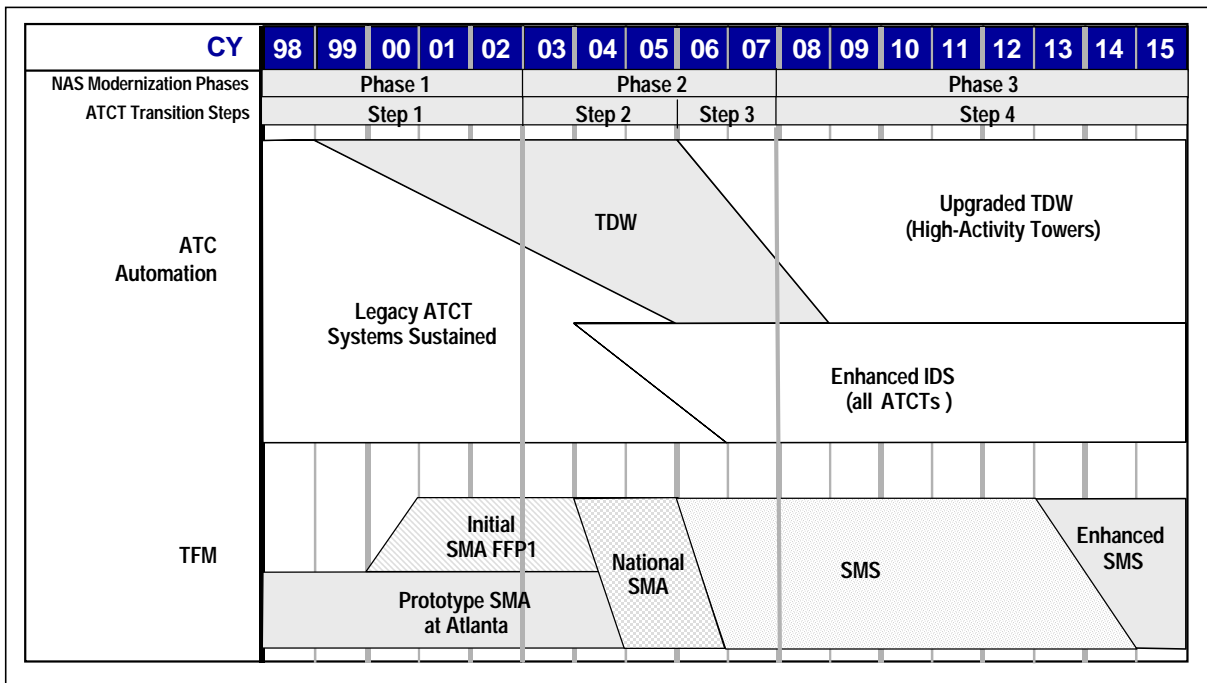 CY 98 99 00 01 02 03 04 05 06 07 08 09 10 11 12 13 14 15
NAS Modernization Phases Phase 1 Phase 2 Phase 3
ATCT Transition Steps Step 1 Step 2 Step 3 Step 4
ATC
Automation
TDW
Upgraded TDW
(High-Activity Towers)
Legacy ATCT
Systems Sustained
Enhanced IDS
(all ATCTs )
TFM
Initial
SMA FFP1
Prototype SMA
at Atlanta
National
SMA
SMS
Enhanced
SMS